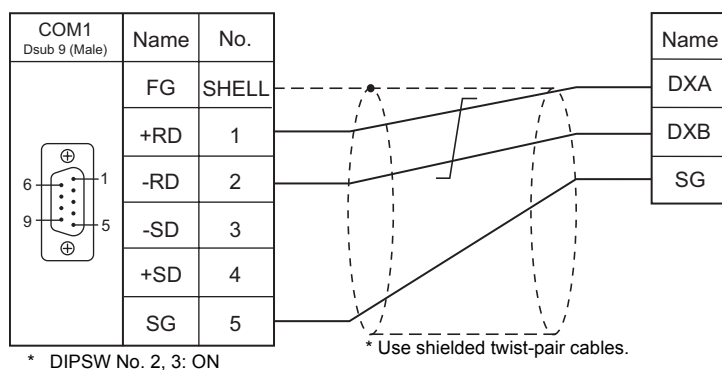 COM1
Dsub 9 (Male)
Name
No.
Name
FG
SHELL
DXA
+RD
1
DXB
-RD
2
SG
-SD
3
+SD
4
SG
5
6
1
9
5
* Use shielded twist-pair cables.
* DIPSW No. 2, 3: ON